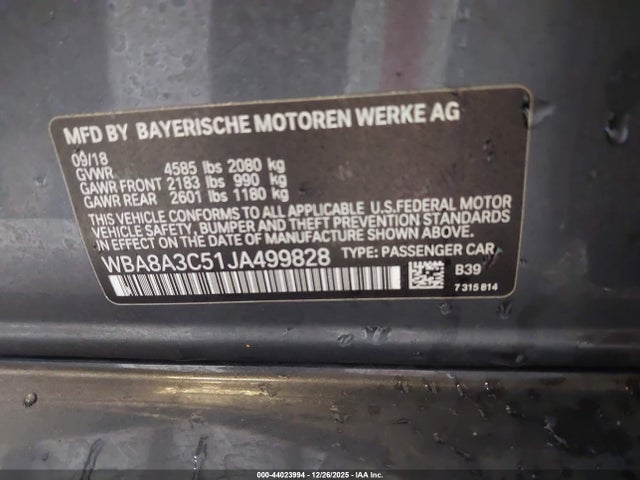 MFD BY BAYERISCHE MOTOREN WERKE AG
09/18
GVWR 4585 lbs 2080 kg
GAWR FRONT 2183 lbs 990 kg
GAWR REAR 2601 lbs 1180 kg
THIS VEHICLE CONFORMS TO ALL APPLICABLE U.S.FEDERAL MOTOR
VEHICLE SAFETY, BUMPER AND THEFT PREVENTION STANDARDS
IN EFFECT ON THE DATE OF MANUFACTURE SHOWN ABOVE.
WBA8A3C51JA499828 TYPE: PASSENGER CAR
B39
7 315 814
000-44023994 * 12/26/2025 - IAA Inc.